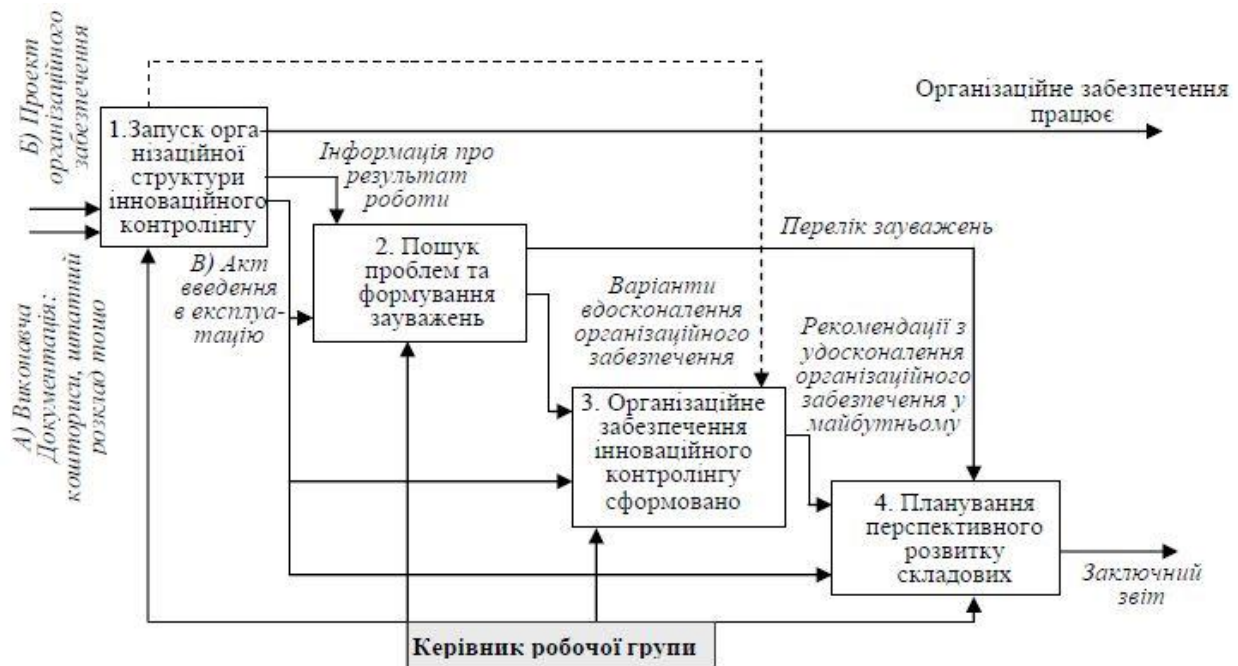 Б) Проект
організаційного
забезпечення
А) Виконавча
Документація:
кошториси, штатний
розклад тощо
1.Запуск орга-
нізаційної
структури
інноваційного
контролінгу
Організаційне забезпечення
працює
Інформація про
результат
роботи
В) Акт
введення
в експлуа-
тацію
2. Пошук
проблем та
формування
зауважень
Перелік зауважень
Варіанти
вдосконалення
організаційного
забезпечення
Рекомендації з
удосконалення
організаційного
забезпечення у
майбутньому
3. Організаційне
забезпечення
інноваційного
контролінгу
сформовано
4. Планування
перспективного
розвитку
складових
Заключний
звіт
Керівник робочої групи